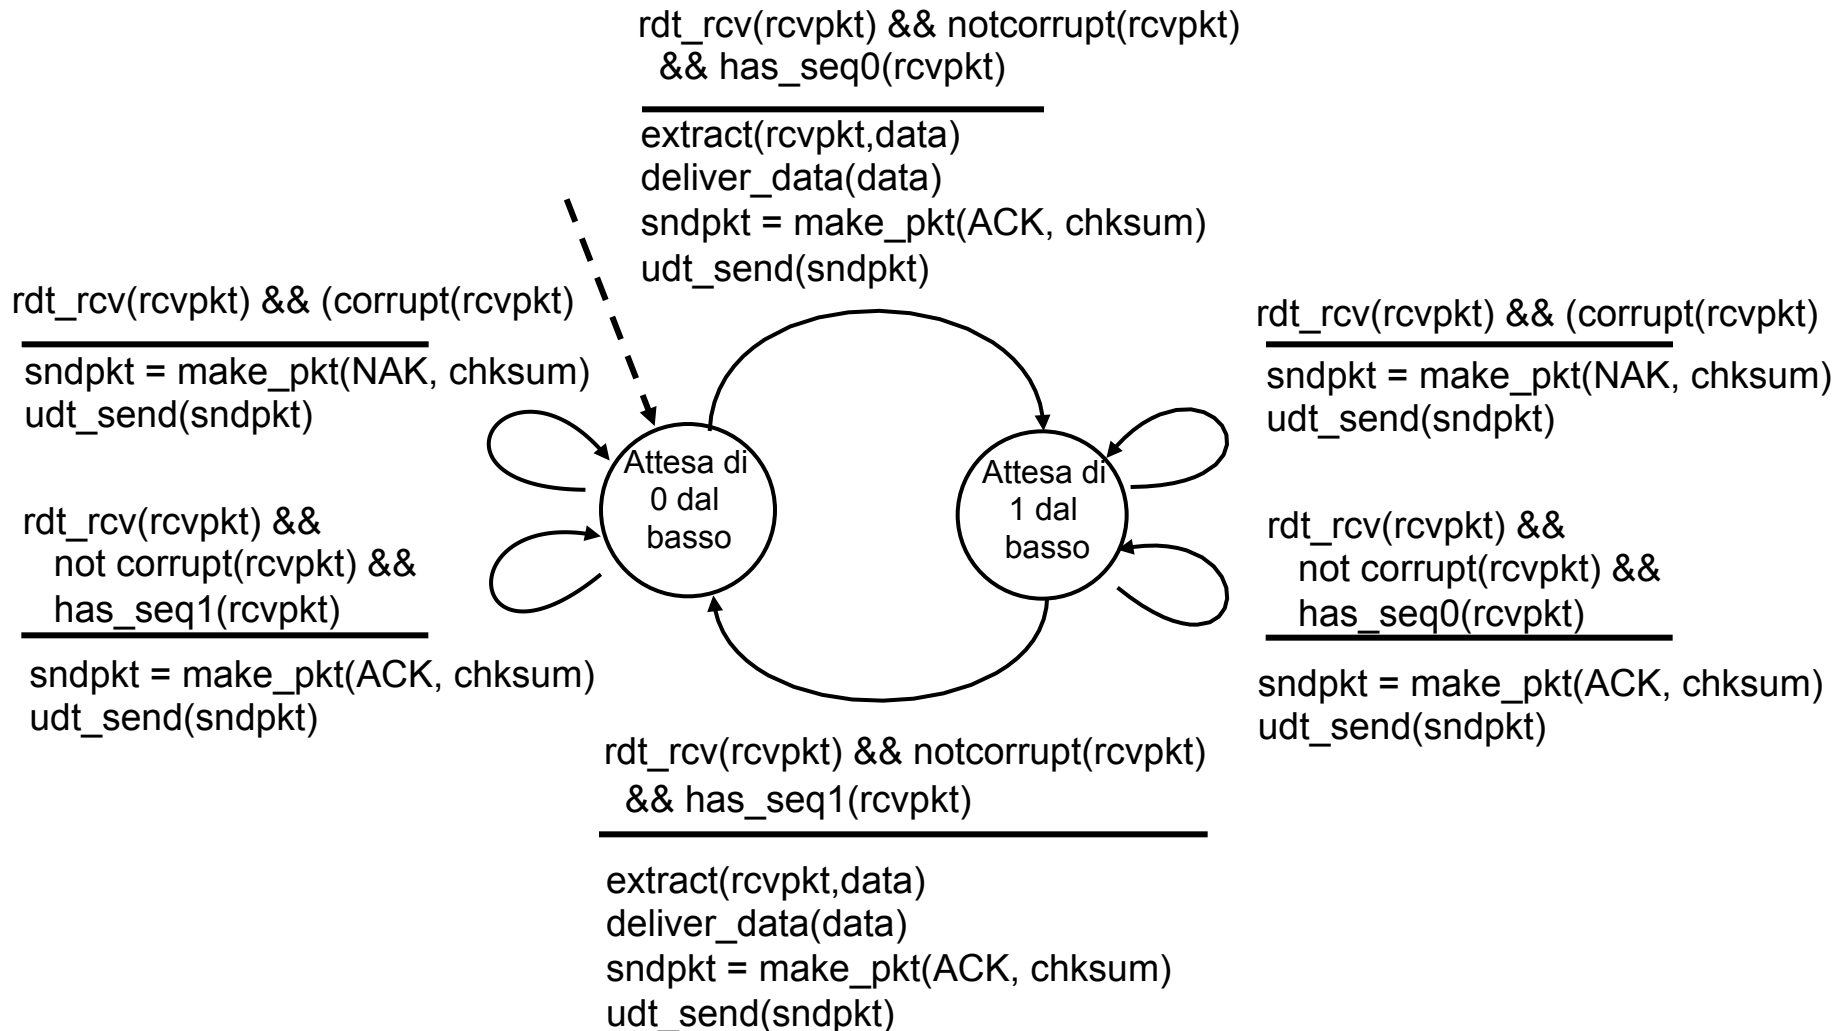 rdt_rcv(rcvpkt) && notcorrupt(rcvpkt)
&& has_seq0(rcvpkt)
extract(rcvpkt,data)
deliver_data(data)
sndpkt = make_pkt(ACK, chksum)
udt_send(sndpkt)
rdt_rcv(rcvpkt) && (corrupt(rcvpkt)
sndpkt = make_pkt(NAK, chksum)
udt_send(sndpkt)
rdt_rcv(rcvpkt) &&
not corrupt(rcvpkt) &&
has_seq1(rcvpkt)
sndpkt = make_pkt(ACK, chksum)
udt_send(sndpkt)
Attesa di
0 dal
basso
Attesa di
1 dal
basso
rdt_rcv(rcvpkt) && (corrupt(rcvpkt)
sndpkt = make_pkt(NAK, chksum)
udt_send(sndpkt)
rdt_rcv(rcvpkt) &&
not corrupt(rcvpkt) &&
has_seq0(rcvpkt)
sndpkt = make_pkt(ACK, chksum)
udt_send(sndpkt)
rdt_rcv(rcvpkt) && notcorrupt(rcvpkt)
&& has_seq1(rcvpkt)
extract(rcvpkt,data)
deliver_data(data)
sndpkt = make_pkt(ACK, chksum)
udt_send(sndpkt)